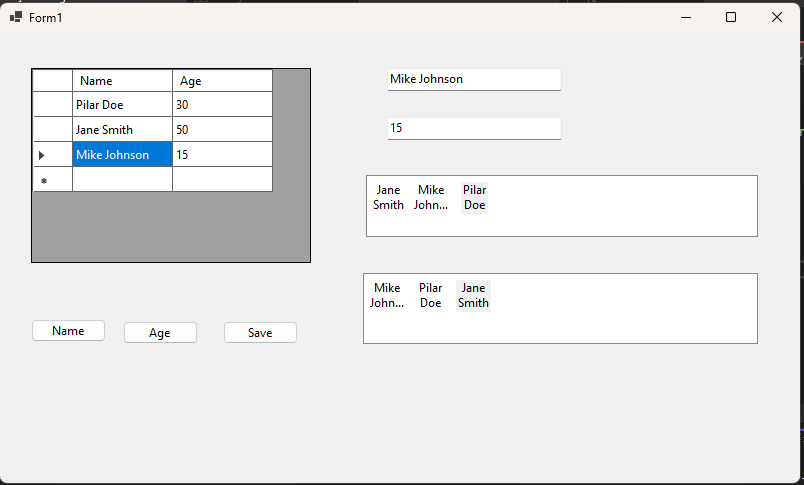 Form1
Name Age
Pilar Doe 30
Jane Smith 50
Mike Johnson 15
Mike Johnson
15
Jane Mike Pilar
Smith John... Doe
Mike Pilar Jane
John... Doe Smith
Name Age Save